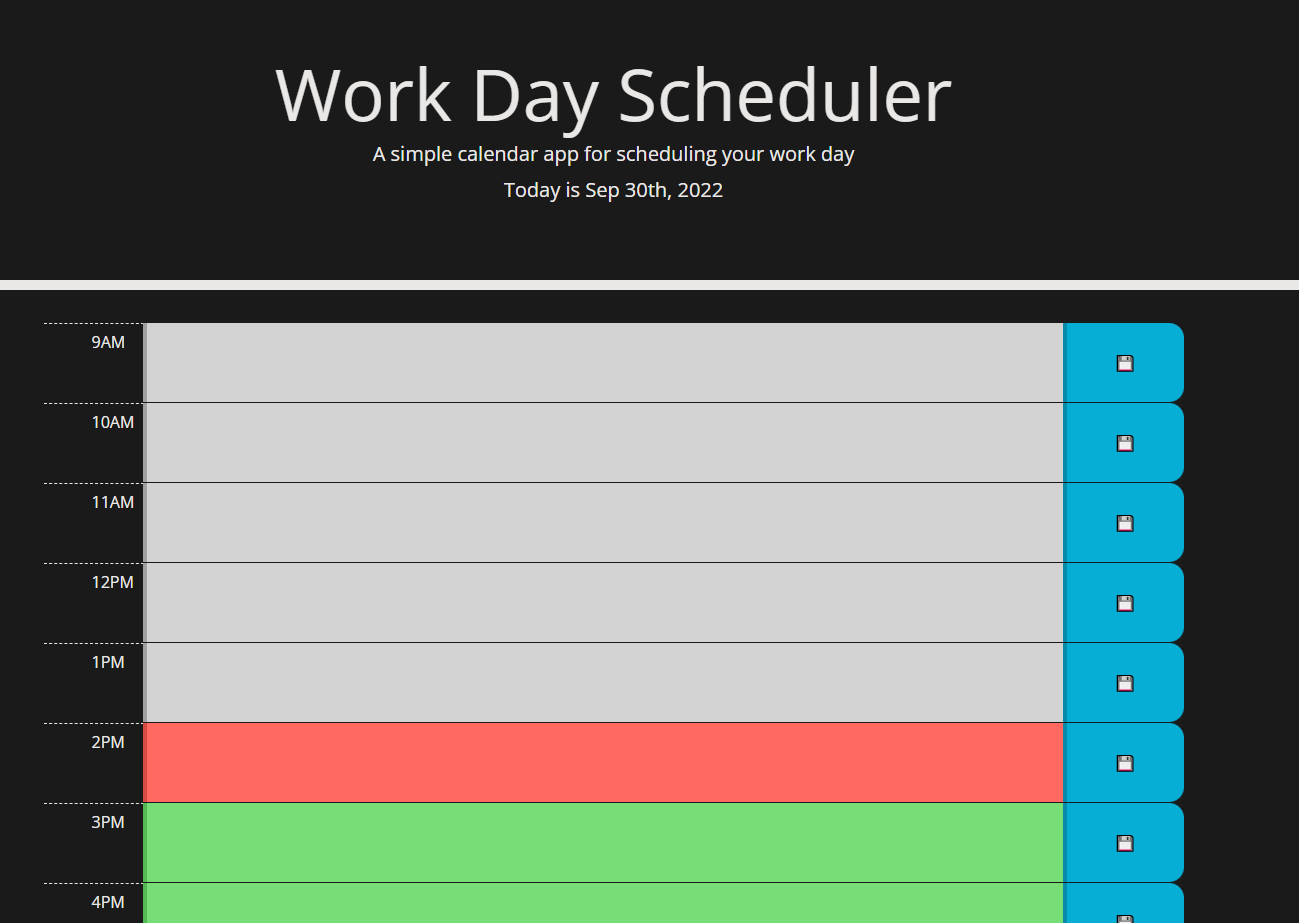 Work Day Scheduler
A simple calendar app for scheduling your work day
Today is Sep 30th, 2022
9AM
10AM
11AM
12PM
1PM
2PM
3PM
4PM